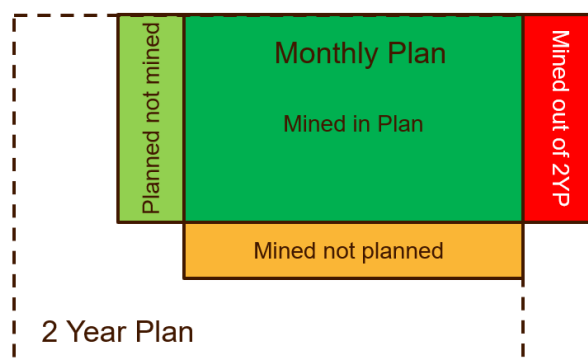 Planned not mined
Monthly Plan
Mined in Plan
Mined out of 2YP
Mined not planned
2 Year Plan